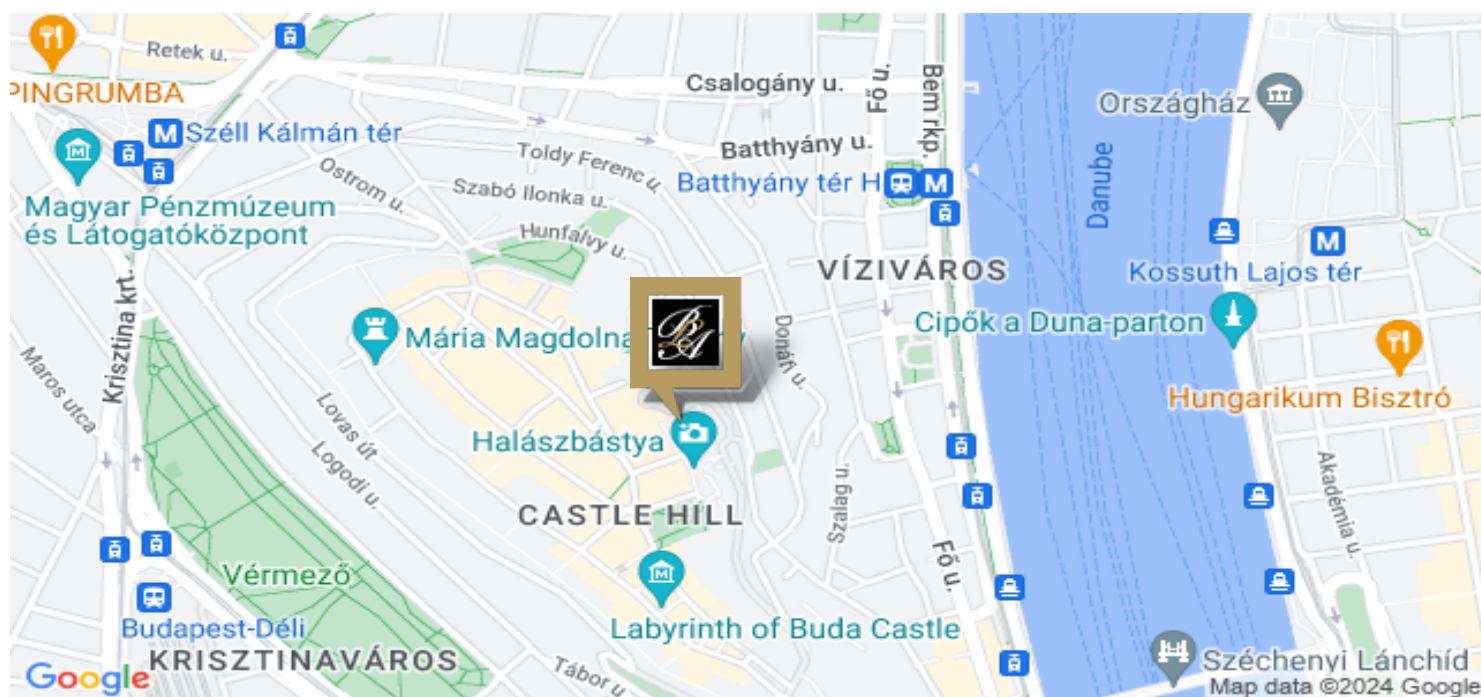 Retek u.
PINGRUMBA
Csalogány u.
Fő u.
Bem rkp.
Országház
M Széll Kálmán tér
Batthyány u.
Toldy Ferenc u.
Ostrom u.
Szabó Ilonka u.
Batthyány tér H
M
Danube
Magyar Pénzmúzeum
és Látogatóközpont
Hunfalvy u.
M
VÍZIVÁROS
Kossuth Lajos tér
Krisztina krt.
Mária Magdolna
B2A
Donáti u.
Cipők a Duna-parton
Maros utca
Hungarikum Bisztró
Lovas út
Halászbástya
Logodi u.
Szalag u.
Akadémia u.
CASTLE HILL
Fő u.
Vérmező
Budapest-Déli
Labyrinth of Buda Castle
KRISZTINAVÁROS
Tábor u.
Széchenyi Lánchíd
Google
Map data ©2024 Google